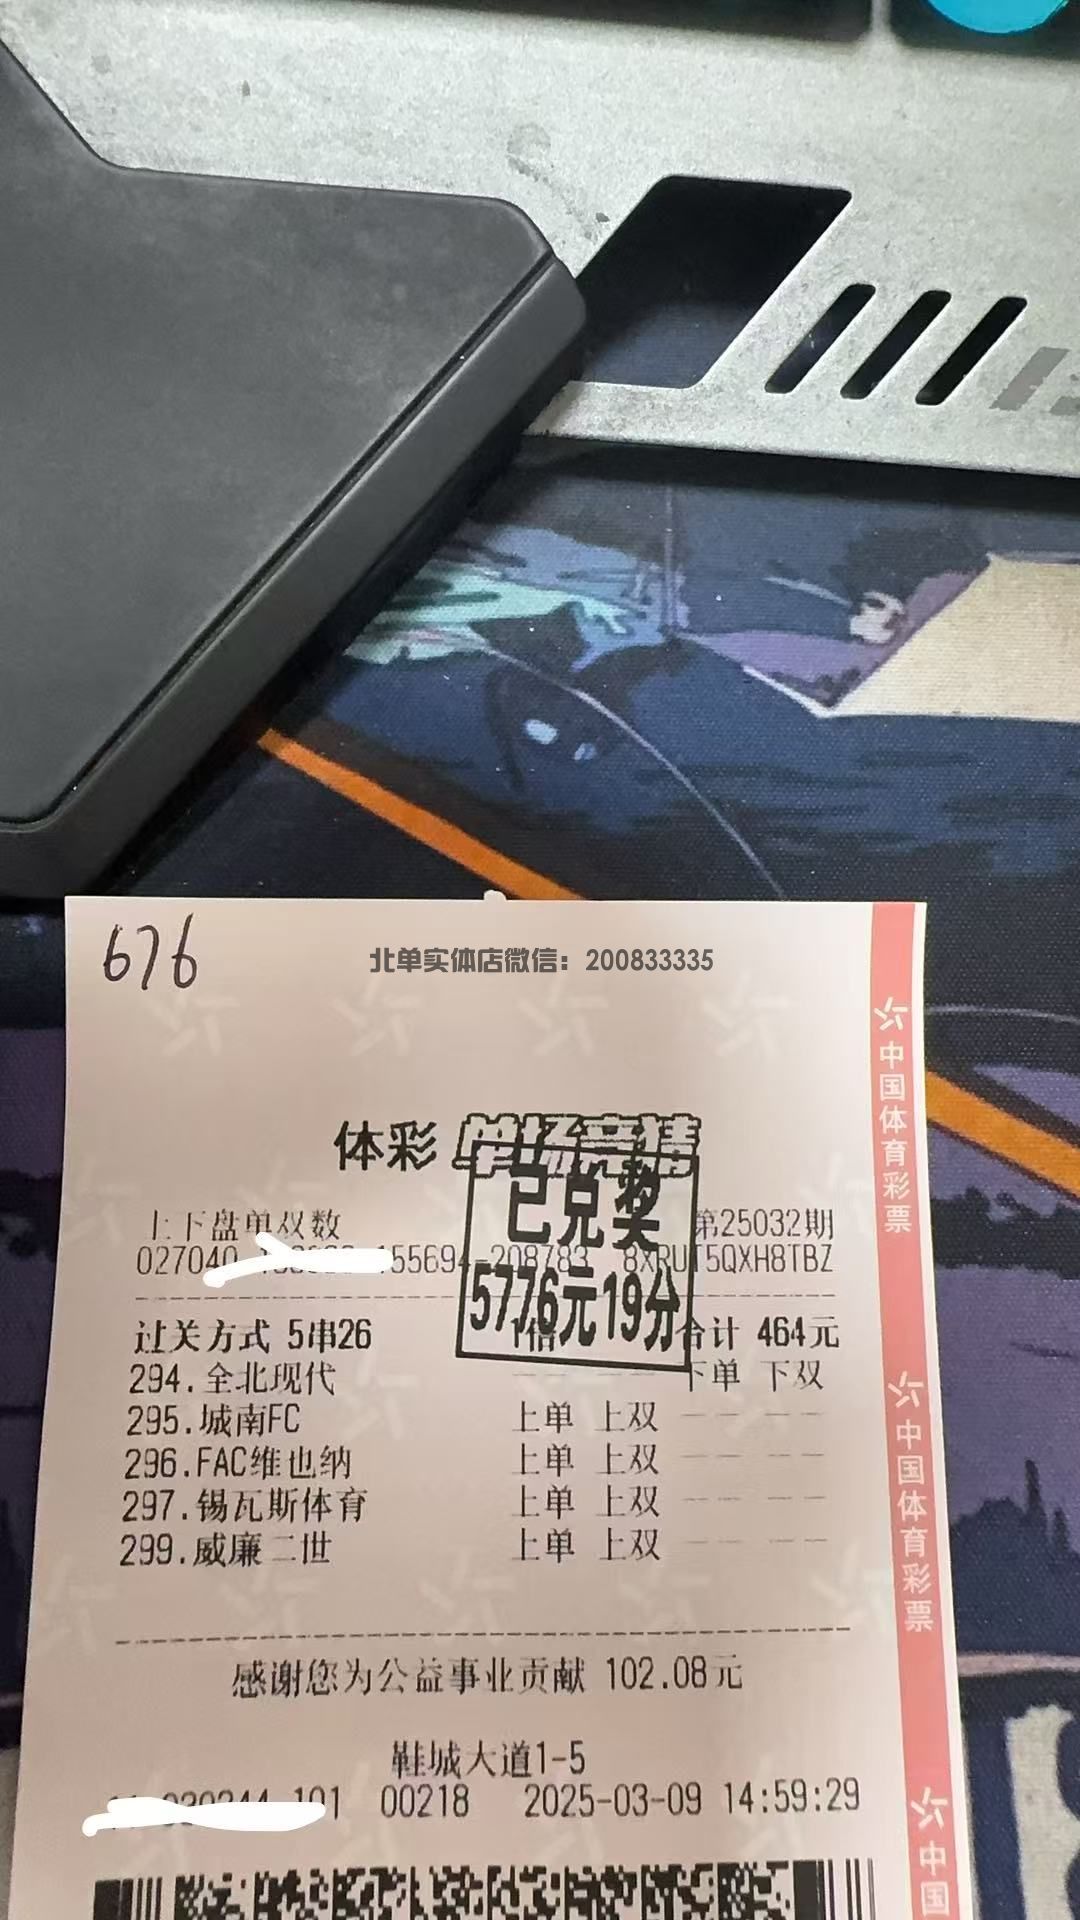 676
北单实体店微信：200833335
体彩 单场竞猜
已兑奖
5776元19分
上下盘单双数 第25032期
027040 55694-208783 8XRUT5QXH8TBZ
过关方式 5串26 1倍 合计 464元
294.全北现代 -- -- 下单 下双
295.城南FC 上单 上双 -- --
296.FAC维也纳 上单 上双 -- --
297.锡瓦斯体育 上单 上双 -- --
299.威廉二世 上单 上双 -- --
感谢您为公益事业贡献 102.08元
鞋城大道1-5
101 00218 2025-03-09 14:59:29
中国体育彩票
中国体育彩票
中国